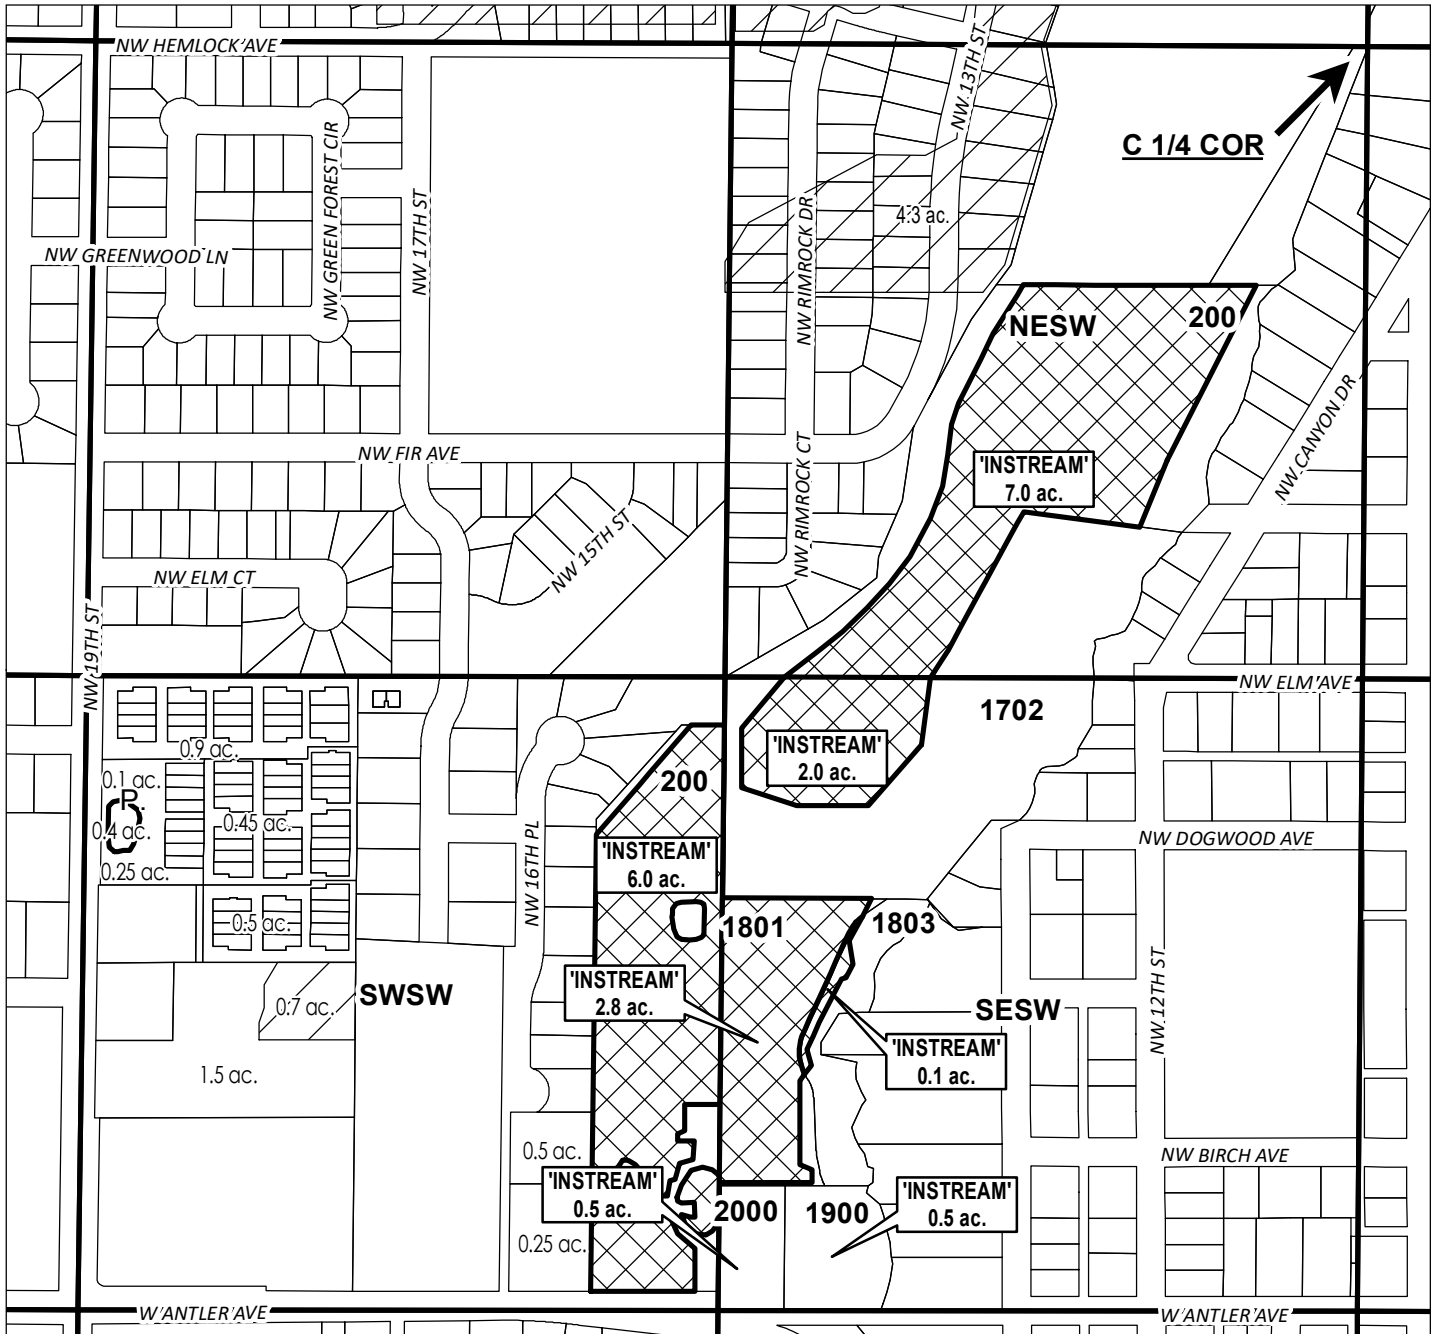 NW HEMLOCK AVE
NW 13TH ST
C 1/4 COR
NW GREEN FOREST CIR
NW 17TH ST
NW RIMROCK DR
4.3 ac.
NW GREENWOOD LN
NESW
200
NW CANYON DR
NW FIR AVE
NW RIMROCK CT
'INSTREAM'
7.0 ac.
NW 15TH ST
NW ELM CT
NW 19TH ST
NW ELM AVE
1702
0.9 ac.
'INSTREAM'
2.0 ac.
0.1 ac.
P.
200
0.4 ac.
0.45 ac.
NW 16TH PL
NW DOGWOOD AVE
'INSTREAM'
6.0 ac.
0.25 ac.
0.5 ac.
1801
1803
'INSTREAM'
2.8 ac.
SWSW
0.7 ac.
SESW
NW 12TH ST
'INSTREAM'
0.1 ac.
1.5 ac.
0.5 ac.
NW BIRCH AVE
'INSTREAM'
0.5 ac.
2000
1900
'INSTREAM'
0.5 ac.
0.25 ac.
W ANTLER AVE
W ANTLER AVE